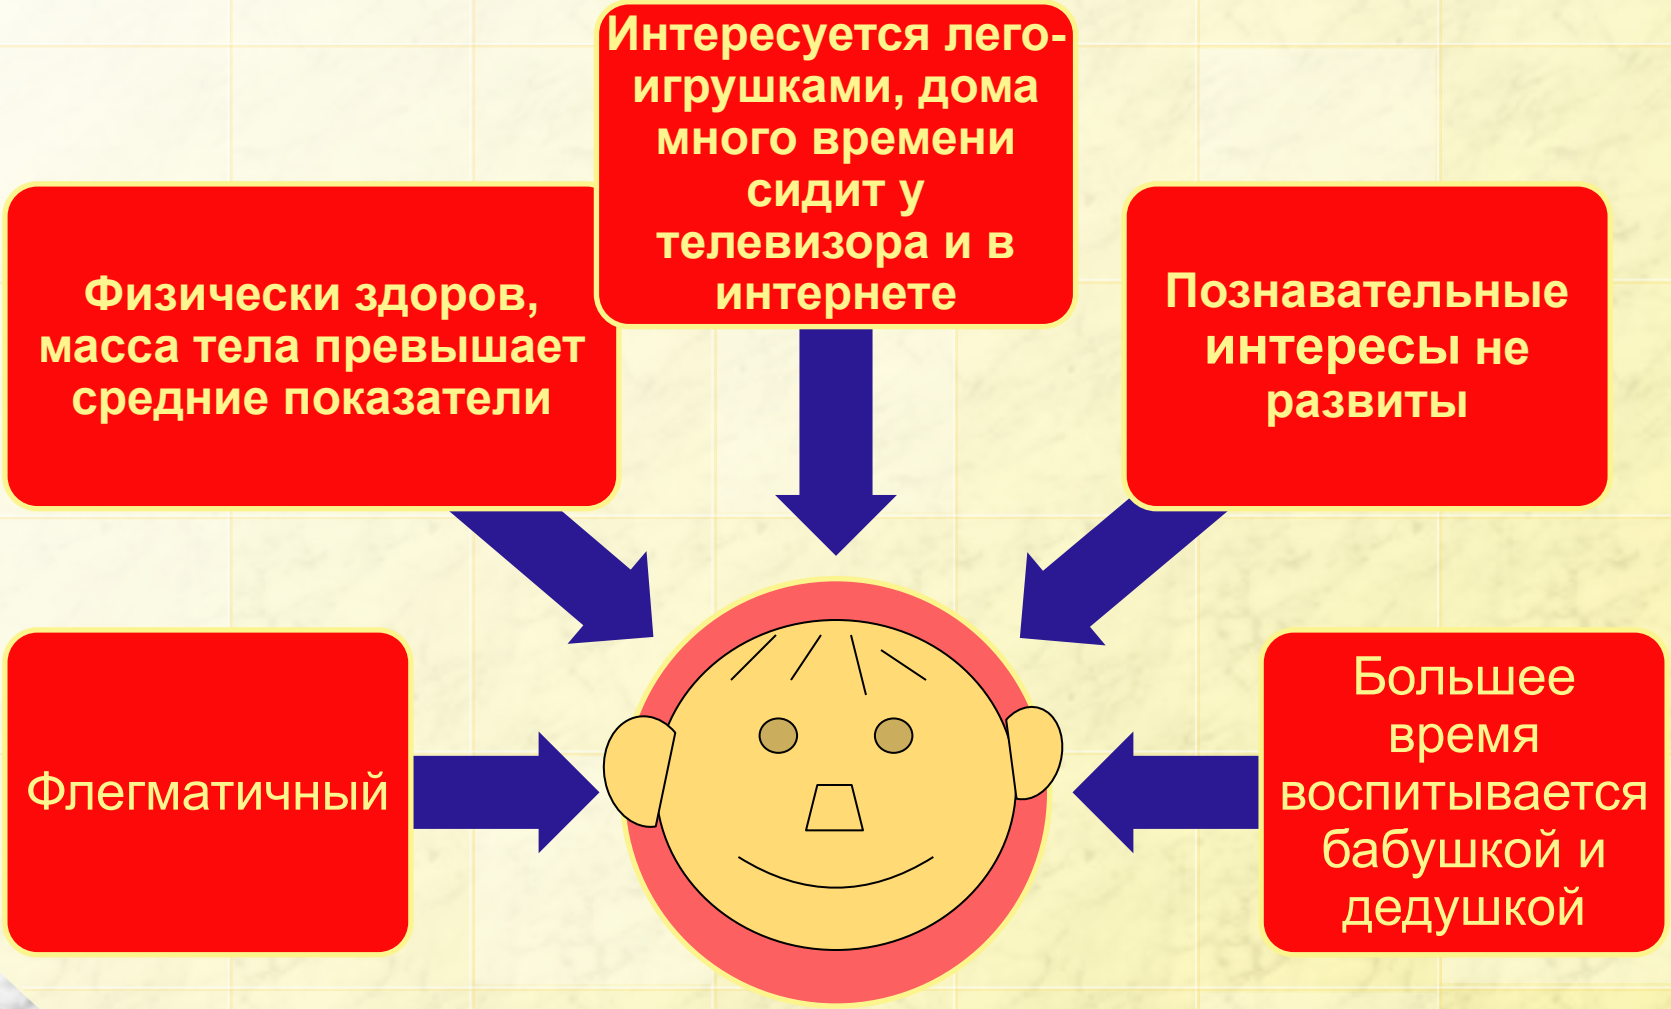 Интересуется лего-
игрушками, дома
много времени
сидит у
телевизора и в
интернете
Физически здоров,
масса тела превышает
средние показатели
Познавательные
интересы не
развиты
Флегматичный
Большее
время
воспитывается
бабушкой и
дедушкой